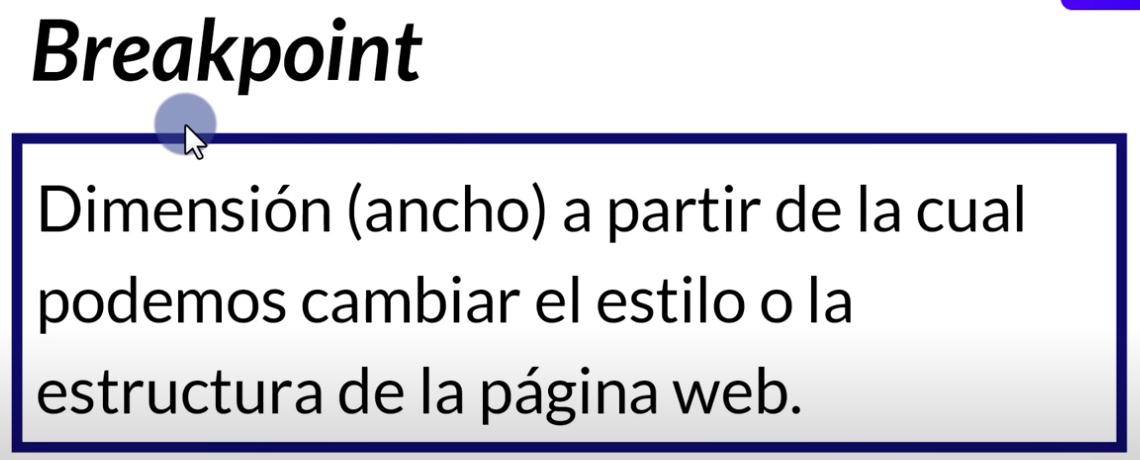 Breakpoint
Dimensión (ancho) a partir de la cual
podemos cambiar el estilo o la
estructura de la página web.